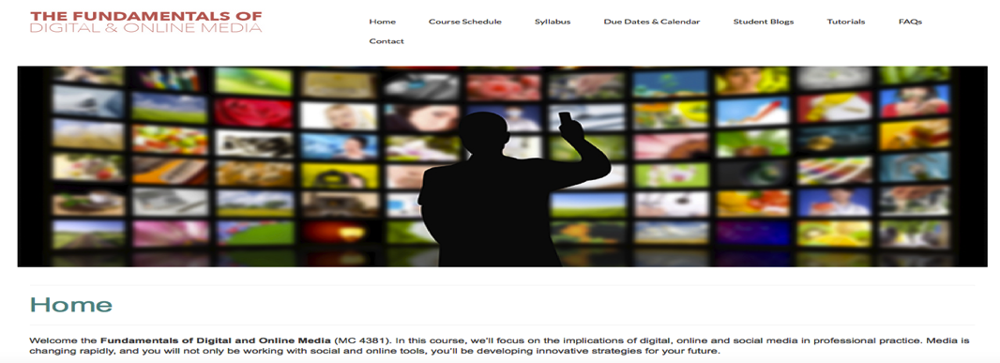 THE FUNDAMENTALS OF
DIGITAL & ONLINE MEDIA
Home Course Schedule Syllabus Due Dates & Calendar Student Blogs Tutorials FAQs
Contact
Home
Welcome the Fundamentals of Digital and Online Media (MC 4381). In this course, we'll focus on the implications of digital, online and social media in professional practice. Media is
changing rapidly, and you will not only be working with social and online tools, you'll be developing innovative strategies for your future.